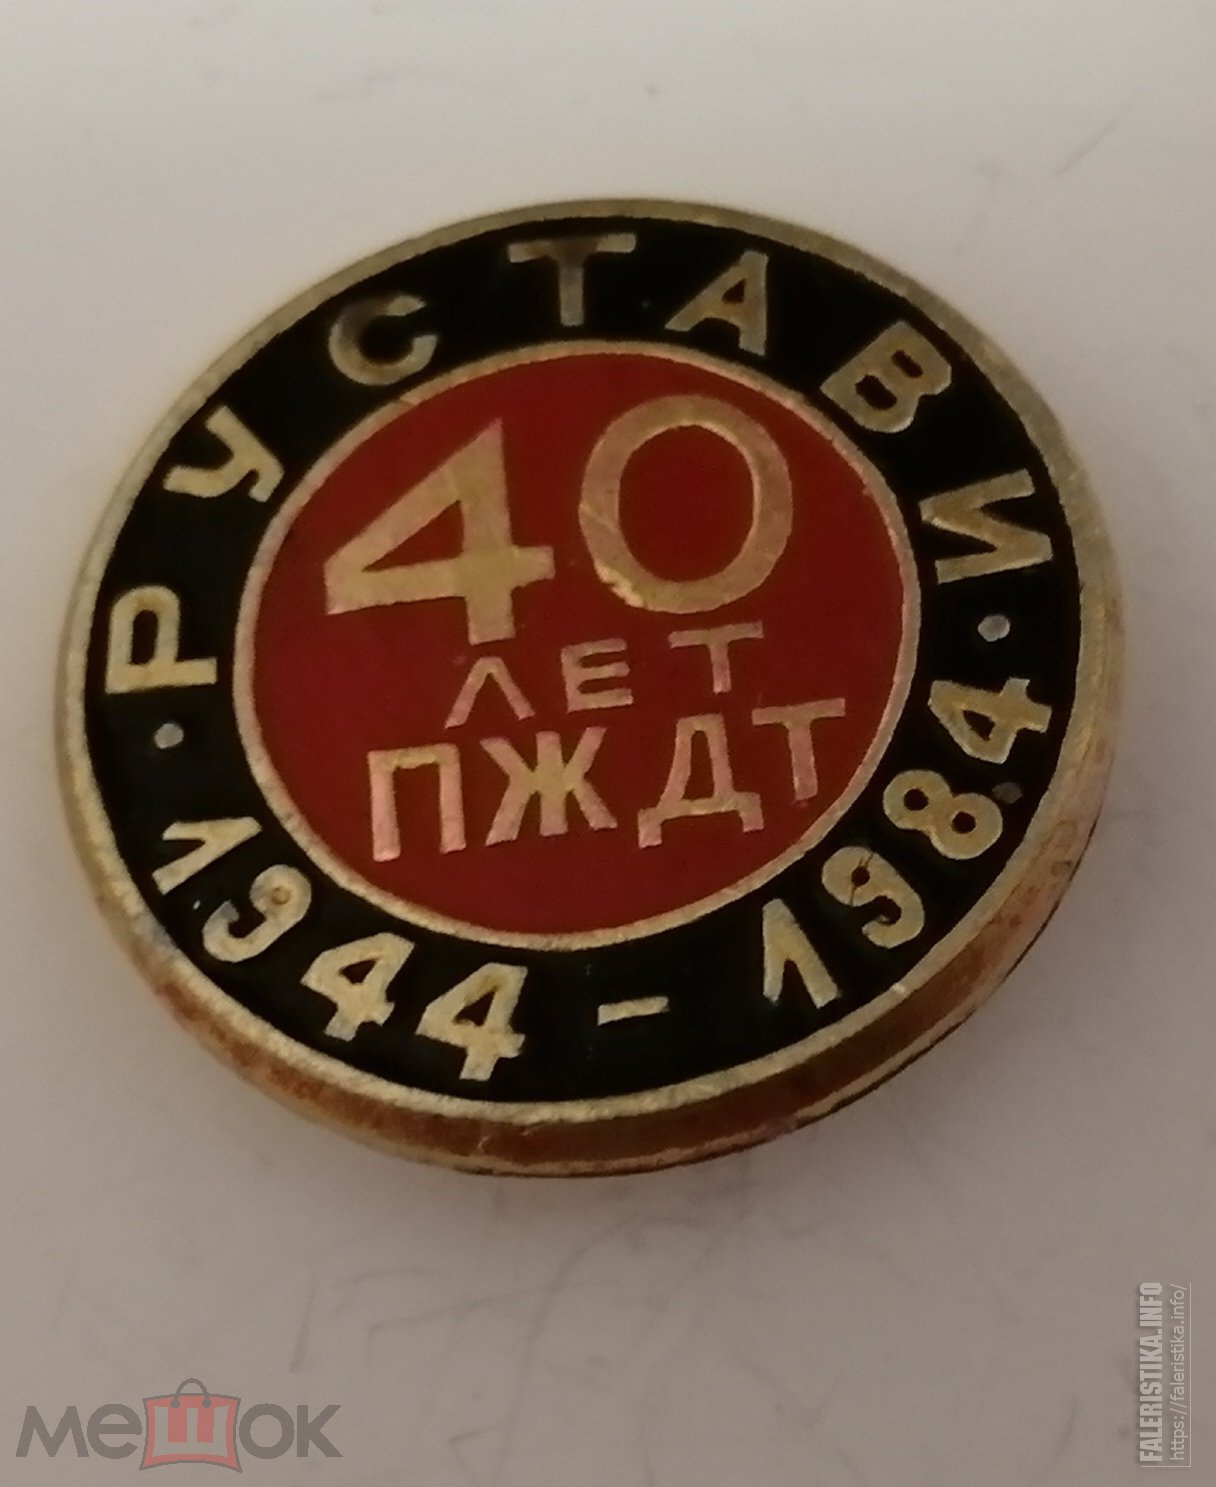 РУСТАВИ
40
ЛЕТ
ПЖДТ
1944-1984
мешок
FALERISTIKA.INFO
https://faleristika.info/